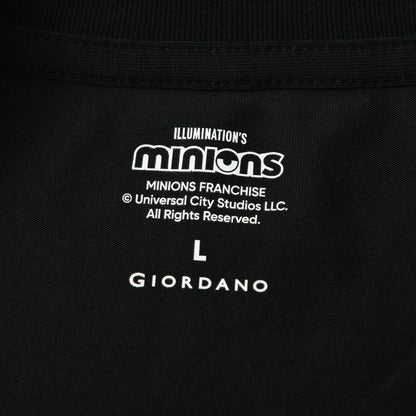 ILLUMINATION'S
MINIONS
MINIONS FRANCHISE
© Universal City Studios LLC.
All Rights Reserved.
L
GIORDANO